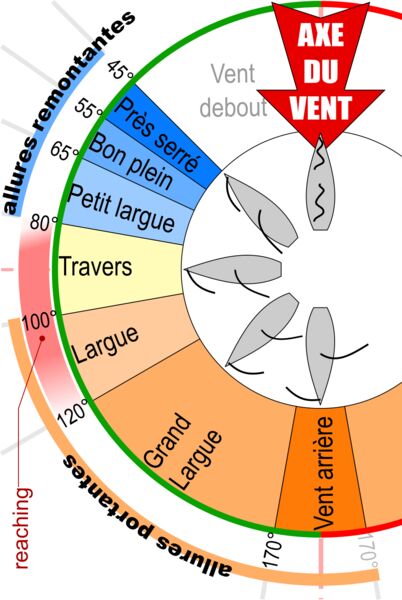 AXE
DU
VENT
Vent
debout
allures remontantes
45°
Près serré
55°
Bon plein
65°
Petit largue
80°
Travers
100°
Largue
120°
Grand
Largue
170°
Vent arrière
170°
allures portantes
reaching